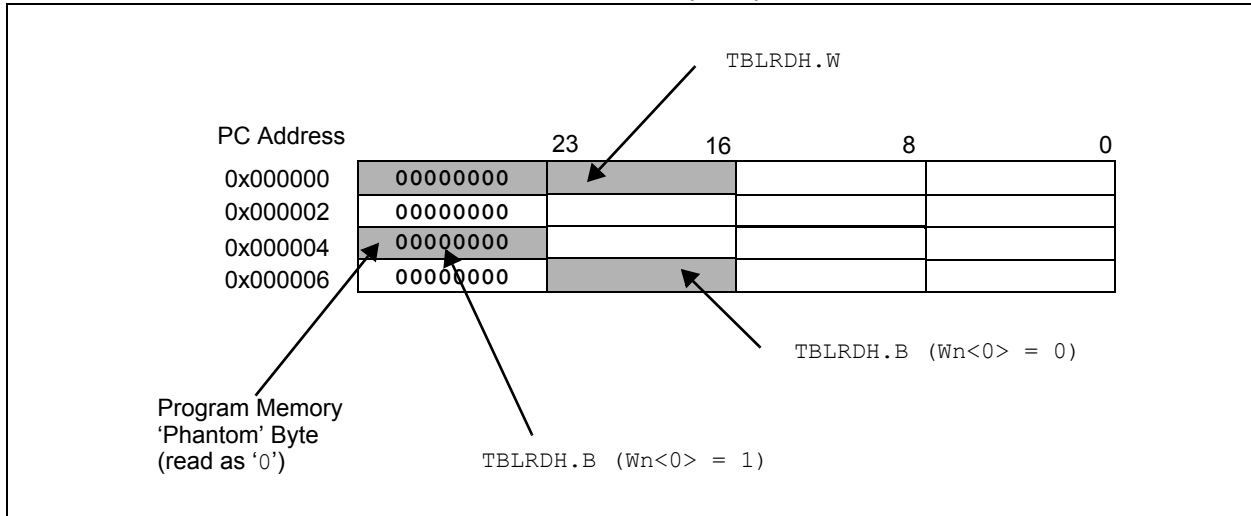 TBLRDH.W
PC Address
23 16 8 0
0x000000 00000000
0x000002 00000000
0x000004 00000000
0x000006 00000000
TBLRDH.B (Wn<0> = 0)
Program Memory
‘Phantom’ Byte
(read as ‘0’)
TBLRDH.B (Wn<0> = 1)